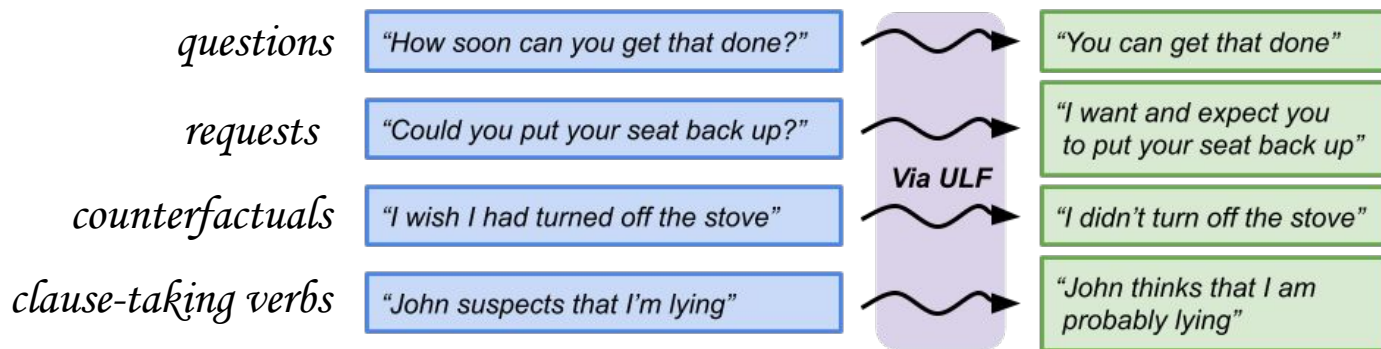 questions
“How soon can you get that done?”
“You can get that done”
requests
“Could you put your seat back up?”
“I want and expect you
to put your seat back up”
Via ULF
counterfactuals
“I wish I had turned off the stove”
“I didn’t turn off the stove”
clause-taking verbs
“John suspects that I’m lying”
“John thinks that I am
probably lying”